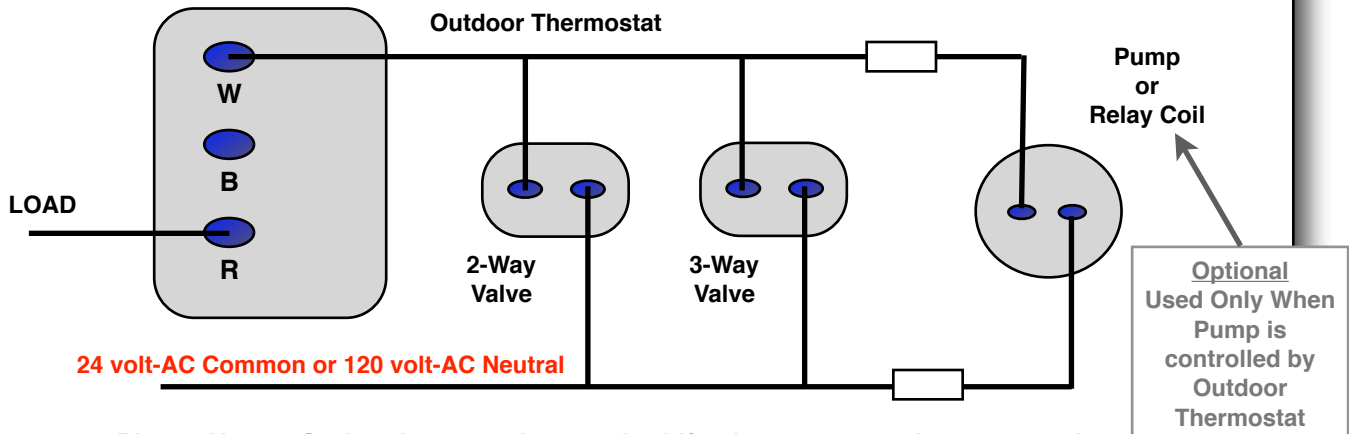 Outdoor Thermostat
W
B
R
LOAD
2-Way
Valve
3-Way
Valve
Pump
or
Relay Coil
Optional
Used Only When
Pump is
controlled by
Outdoor
Thermostat
24 volt-AC Common or 120 volt-AC Neutral